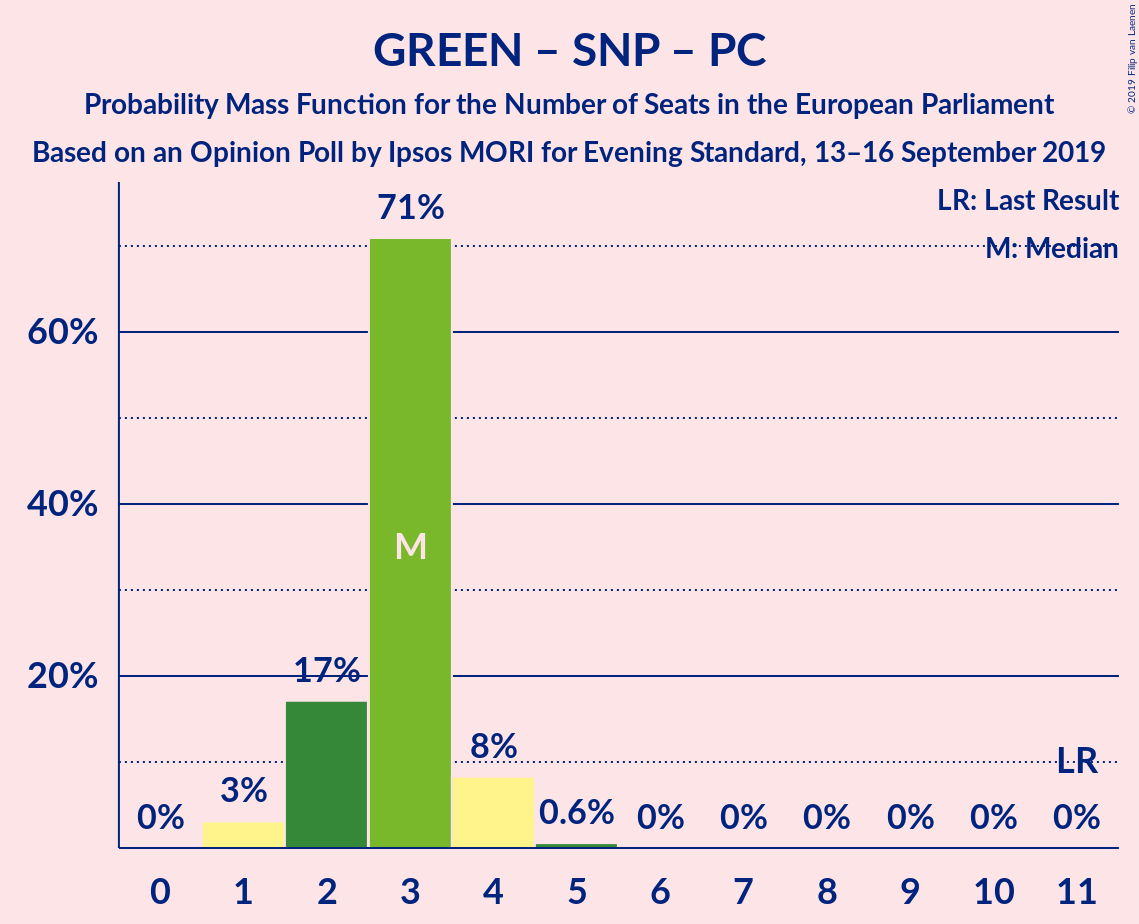 GREEN – SNP – PC
Probability Mass Function for the Number of Seats in the European Parliament
Based on an Opinion Poll by Ipsos MORI for Evening Standard, 13–16 September 2019
© 2019 Filip van Laenen
LR: Last Result
M: Median
71%
60%
40%
M
20%
17%
8%
LR
3%
0%
0.6%
0%
0%
0%
0%
0%
0%
0 1 2 3 4 5 6 7 8 9 10 11